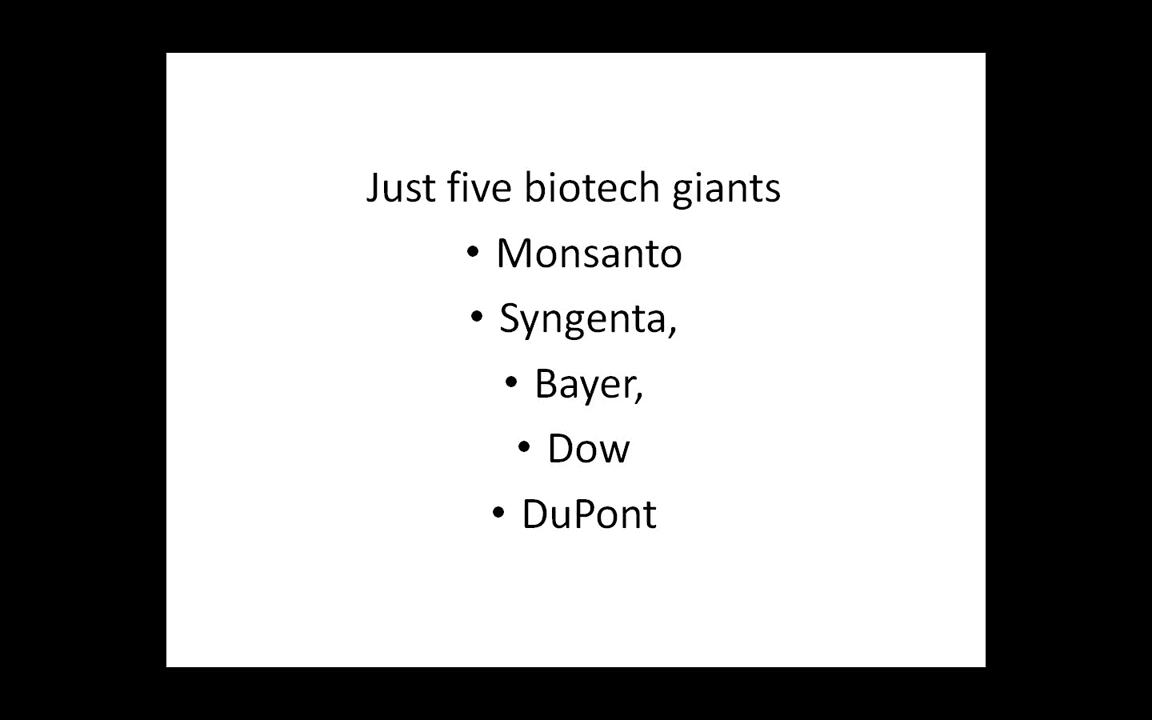 Just five biotech giants
• Monsanto
• Syngenta,
• Bayer,
• Dow
• DuPont